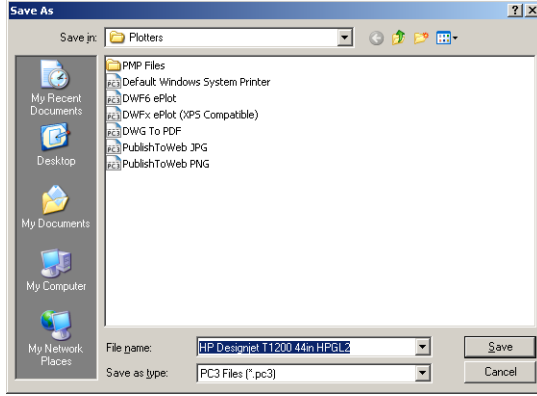 Save As
Save in: Plotters
My Recent
Documents
Desktop
My Documents
My Computer
My Network
Places
PMP Files
Default Windows System Printer
DWF6 ePlot
DWFx ePlot (XPS Compatible)
DWG To PDF
PublishToWeb JPG
PublishToWeb PNG
File name: HP Designjet T1200 44in HPGL2 Save
Save as type: PC3 Files (*.pc3) Cancel